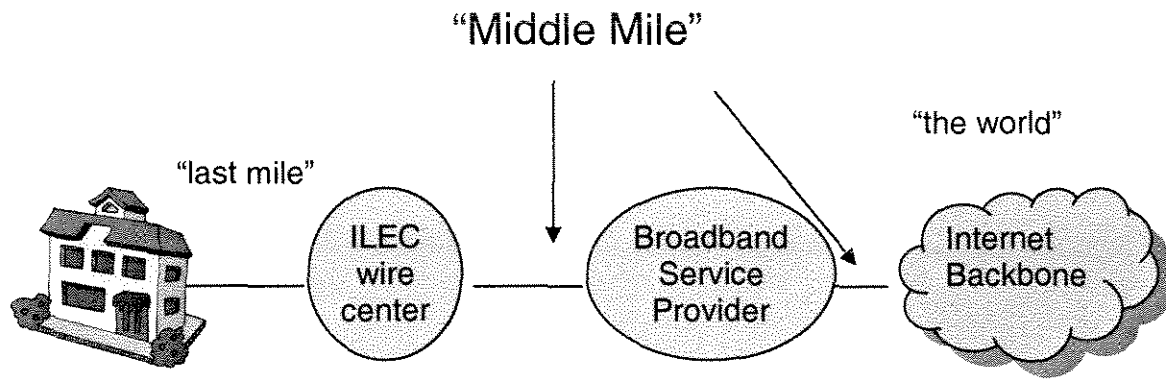 “Middle Mile”
“the world”
“last mile”
ILEC
wire
center
Broadband
Service
Provider
Internet
Backbone